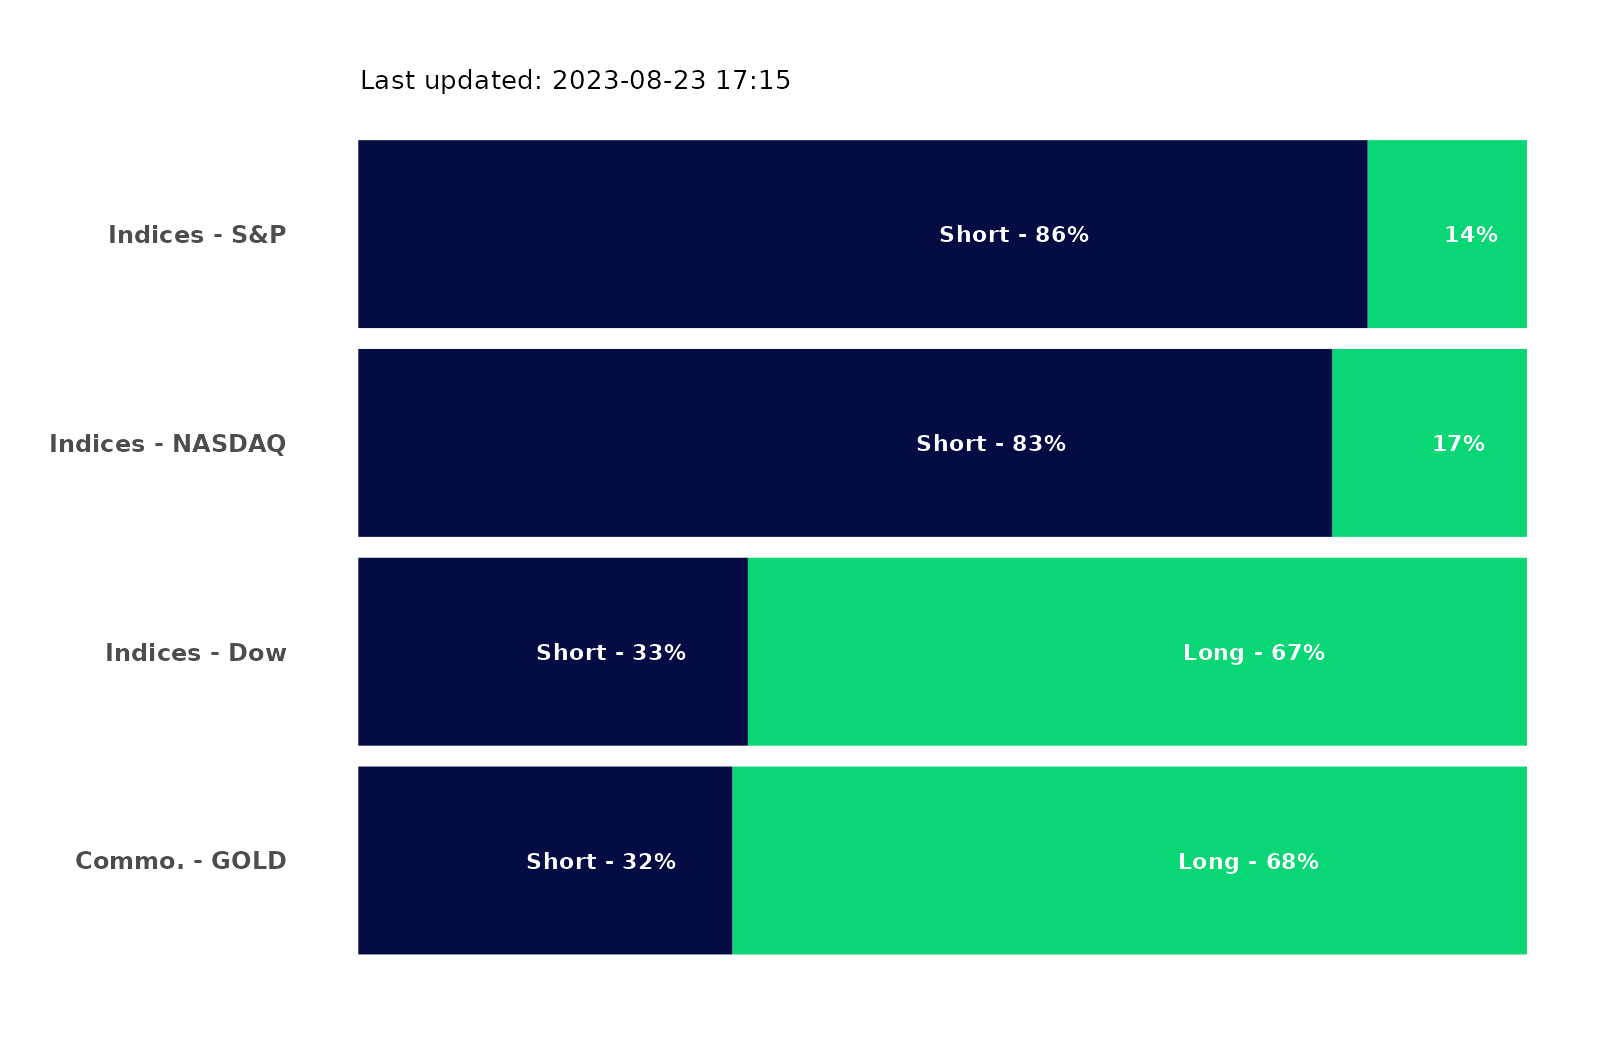 Last updated: 2023-08-23 17:15
Indices - S&P Short - 86% 14%
Indices - NASDAQ Short - 83% 17%
Indices - Dow Short - 33% Long - 67%
Commo. - GOLD Short - 32% Long - 68%